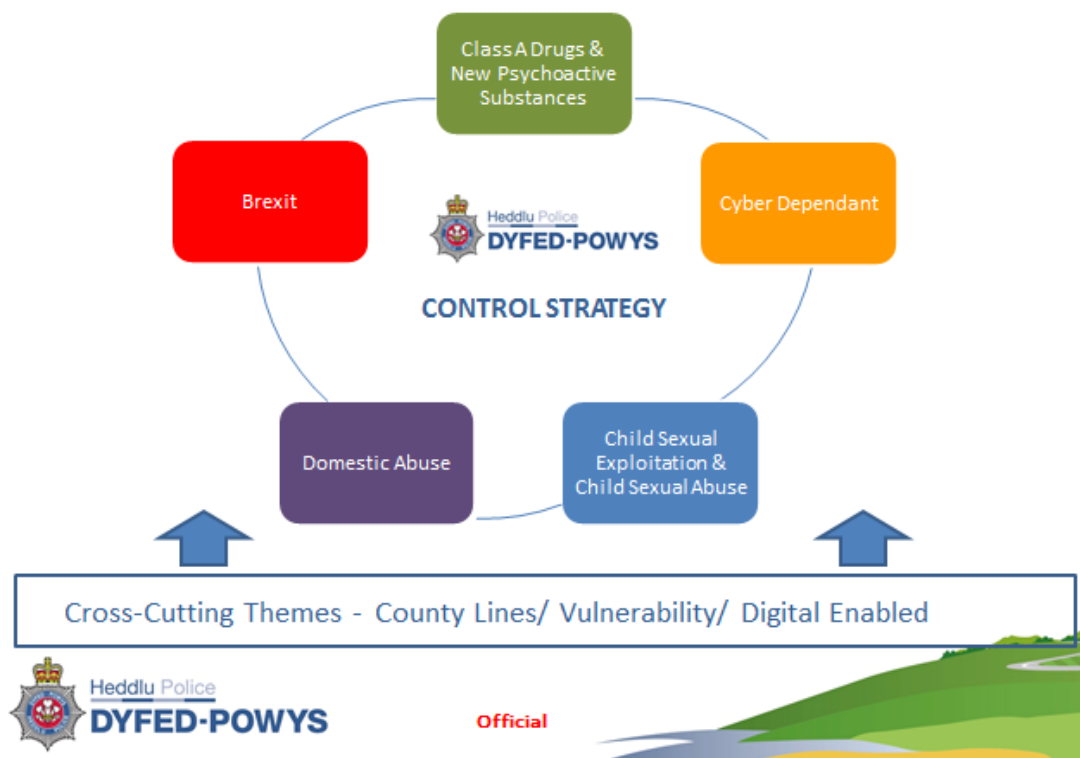 Class A Drugs &
New Psychoactive
Substances
Brexit
Cyber Dependant
Heddlu Police
DYFED-POWYS
CONTROL STRATEGY
Domestic Abuse
Child Sexual
Exploitation &
Child Sexual Abuse
Cross-Cutting Themes - County Lines/ Vulnerability/ Digital Enabled
Heddlu Police
DYFED-POWYS
Official